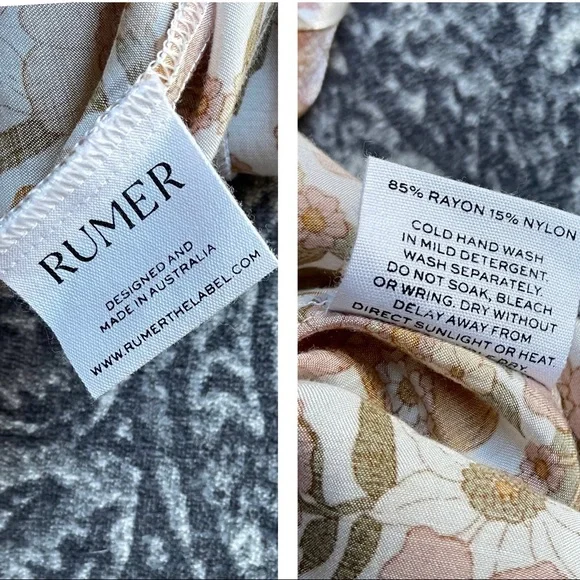 RUMER
DESIGNED AND
MADE IN AUSTRALIA
WWW.RUMERTHELABEL.COM
85% RAYON 15% NYLON
COLD HAND WASH
IN MILD DETERGENT.
WASH SEPARATELY.
DO NOT SOAK, BLEACH
OR WRING. DRY WITHOUT
DELAY AWAY FROM
DIRECT SUNLIGHT OR HEAT